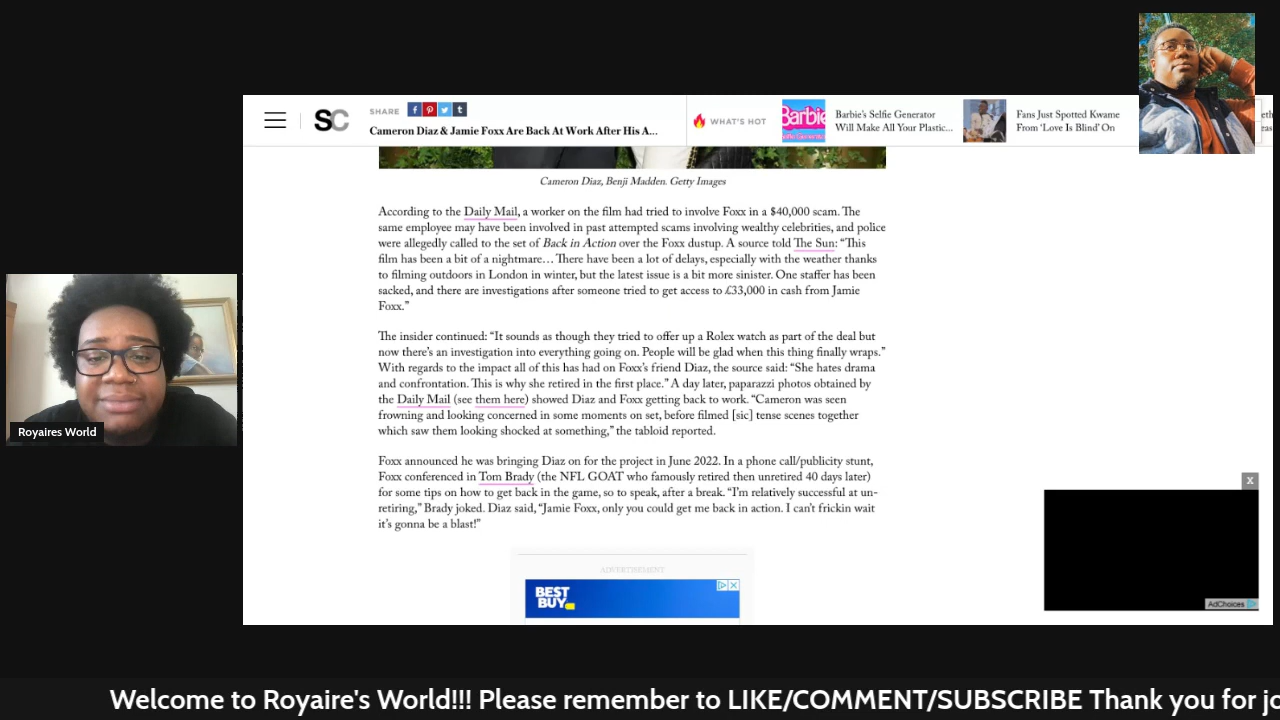 SC
SHARE
Cameron Diaz & Jamie Foxx Are Back At Work After His A...
WHAT'S HOT
Barbie
Selfie Generator
Barbie's Selfie Generator
Will Make All Your Plastic...
Fans Just Spotted Kwame
From 'Love Is Blind' On
Cameron Diaz, Benji Madden. Getty Images
According to the Daily Mail, a worker on the film had tried to involve Foxx in a $40,000 scam. The
same employee may have been involved in past attempted scams involving wealthy celebrities, and police
were allegedly called to the set of Back in Action over the Foxx dustup. A source told The Sun: “This
film has been a bit of a nightmare… There have been a lot of delays, especially with the weather thanks
to filming outdoors in London in winter, but the latest issue is a bit more sinister. One staffer has been
sacked, and there are investigations after someone tried to get access to £33,000 in cash from Jamie
Foxx.”
The insider continued: “It sounds as though they tried to offer up a Rolex watch as part of the deal but
now there's an investigation into everything going on. People will be glad when this thing finally wraps.”
With regards to the impact all of this has had on Foxx's friend Diaz, the source said: “She hates drama
and confrontation. This is why she retired in the first place.” A day later, paparazzi photos obtained by
the Daily Mail (see them here) showed Diaz and Foxx getting back to work. “Cameron was seen
frowning and looking concerned in some moments on set, before filmed [sic] tense scenes together
which saw them looking shocked at something,” the tabloid reported.
Foxx announced he was bringing Diaz on for the project in June 2022. In a phone call/publicity stunt,
Foxx conferenced in Tom Brady (the NFL GOAT who famously retired then unretired 40 days later)
for some tips on how to get back in the game, so to speak, after a break. “I'm relatively successful at un-
retiring,” Brady joked. Diaz said, “Jamie Foxx, only you could get me back in action. I can't frickin wait
it's gonna be a blast!”
ADVERTISEMENT
BEST
BUY
AdChoices
Royaires World
Welcome to Royaire's World!!! Please remember to LIKE/COMMENT/SUBSCRIBE Thank you for jo